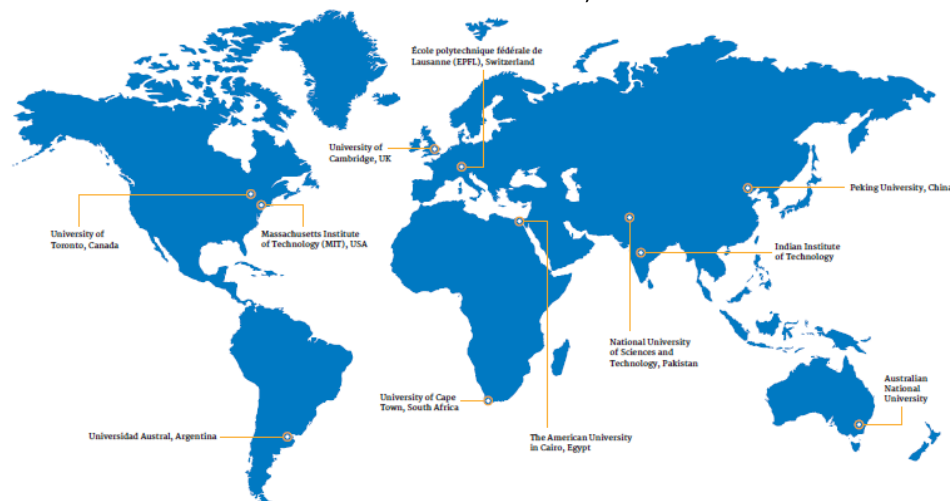 École polytechnique fédérale de
Lausanne (EPFL), Switzerland
University of
Cambridge, UK
Peking University, China
University of
Toronto, Canada
Massachusetts Institute
of Technology (MIT), USA
Indian Institute
of Technology
National University
of Sciences and
Technology, Pakistan
Australian
National
University
University of Cape
Town, South Africa
Universidad Austral, Argentina
The American University
in Cairo, Egypt